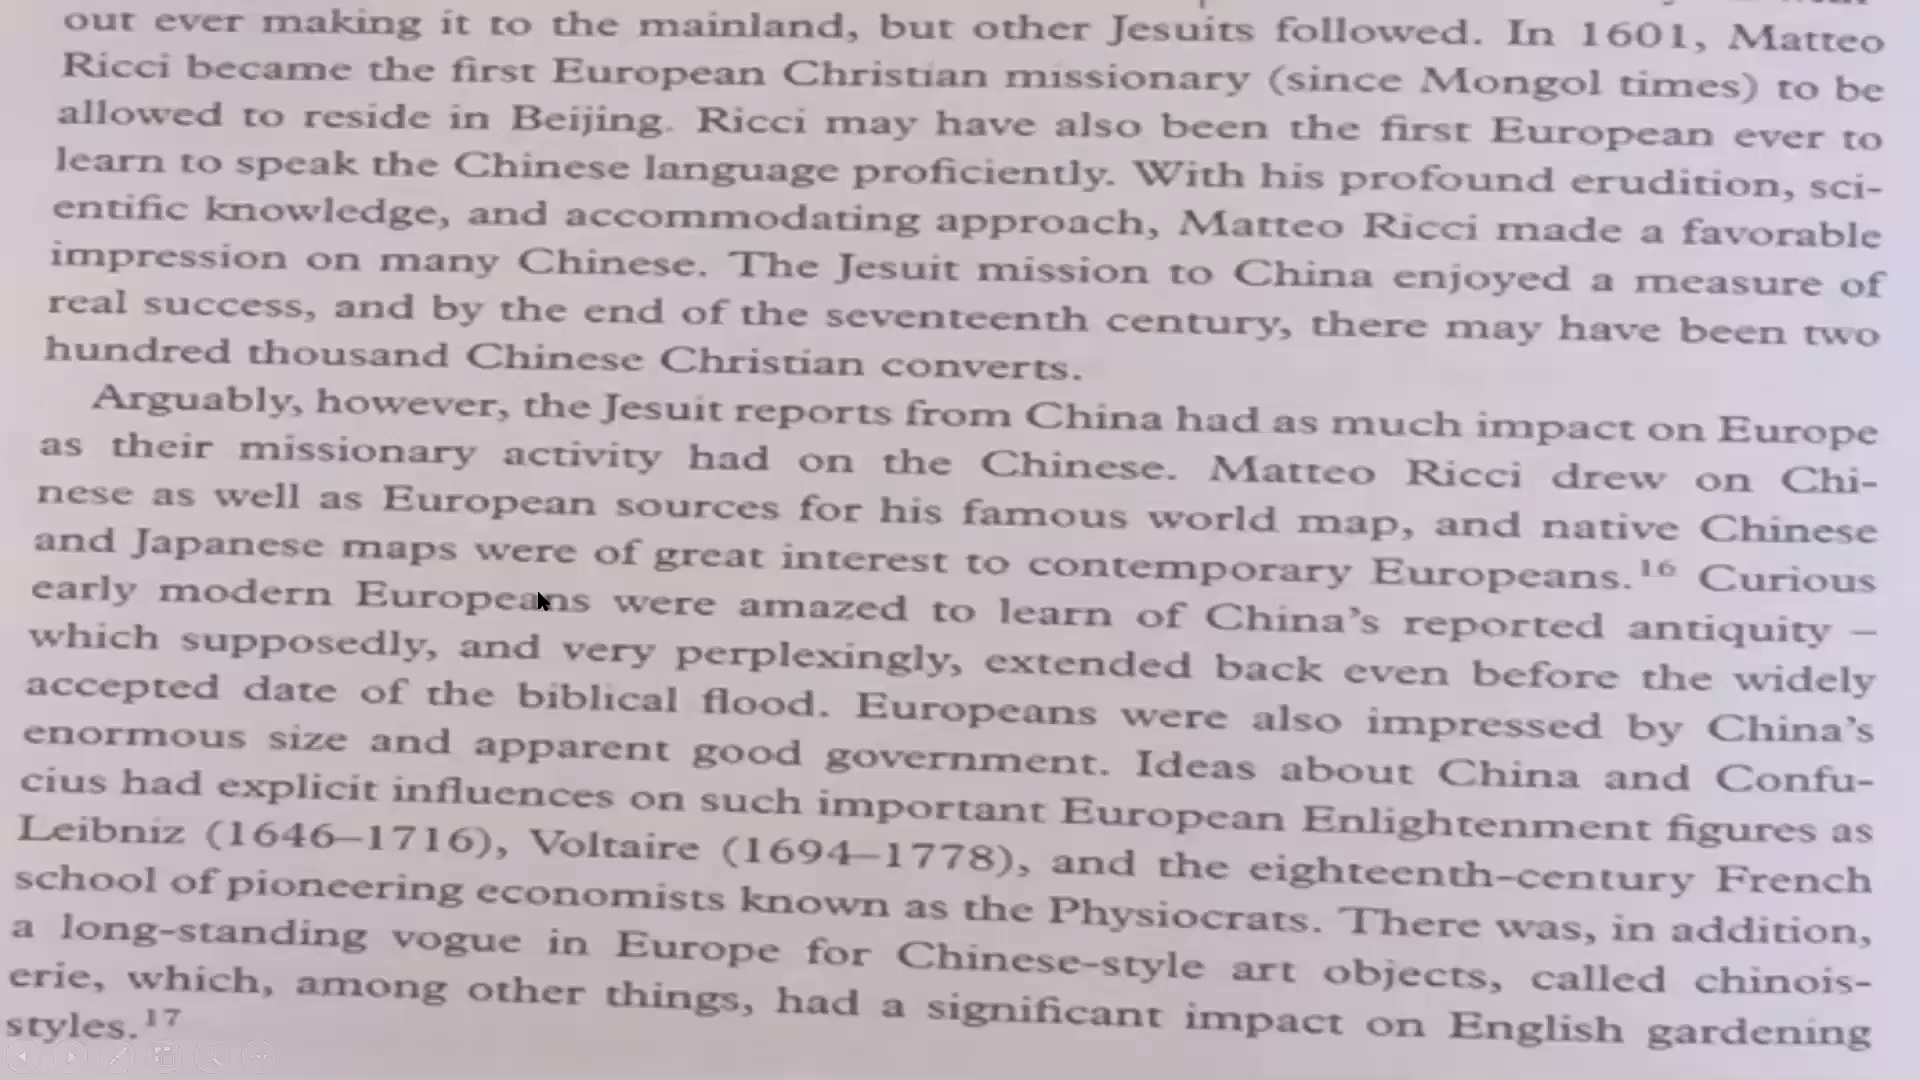 out ever making it to the mainland, but other Jesuits followed. In 1601, Matteo
Ricci became the first European Christian missionary (since Mongol times) to be
allowed to reside in Beijing. Ricci may have also been the first European ever to
learn to speak the Chinese language proficiently. With his profound erudition, sci-
entific knowledge, and accommodating approach, Matteo Ricci made a favorable
impression on many Chinese. The Jesuit mission to China enjoyed a measure of
real success, and by the end of the seventeenth century, there may have been two
hundred thousand Chinese Christian converts.
Arguably, however, the Jesuit reports from China had as much impact on Europe
as their missionary activity had on the Chinese. Matteo Ricci drew on Chi-
nese as well as European sources for his famous world map, and native Chinese
and Japanese maps were of great interest to contemporary Europeans.16 Curious
early modern Europeans were amazed to learn of China's reported antiquity –
which supposedly, and very perplexingly, extended back even before the widely
accepted date of the biblical flood. Europeans were also impressed by China's
enormous size and apparent good government. Ideas about China and Confu-
cius had explicit influences on such important European Enlightenment figures as
Leibniz (1646–1716), Voltaire (1694–1778), and the eighteenth-century French
school of pioneering economists known as the Physiocrats. There was, in addition,
a long-standing vogue in Europe for Chinese-style art objects, called chinois-
erie, which, among other things, had a significant impact on English gardening
styles.17